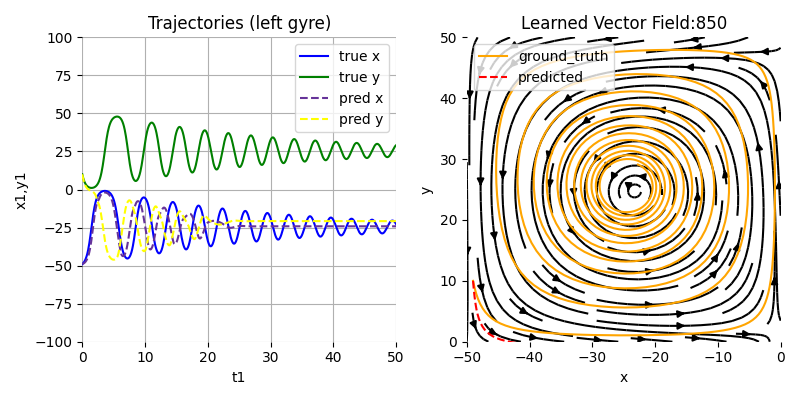 Trajectories (left gyre)
x1,y1
100
75
50
25
0
−25
−50
−75
−100
true x
true y
pred x
pred y
0
10
20
30
40
50
t1
Learned Vector Field:850
y
50
40
30
20
10
0
ground_truth
predicted
−50
−40
−30
−20
−10
0
x